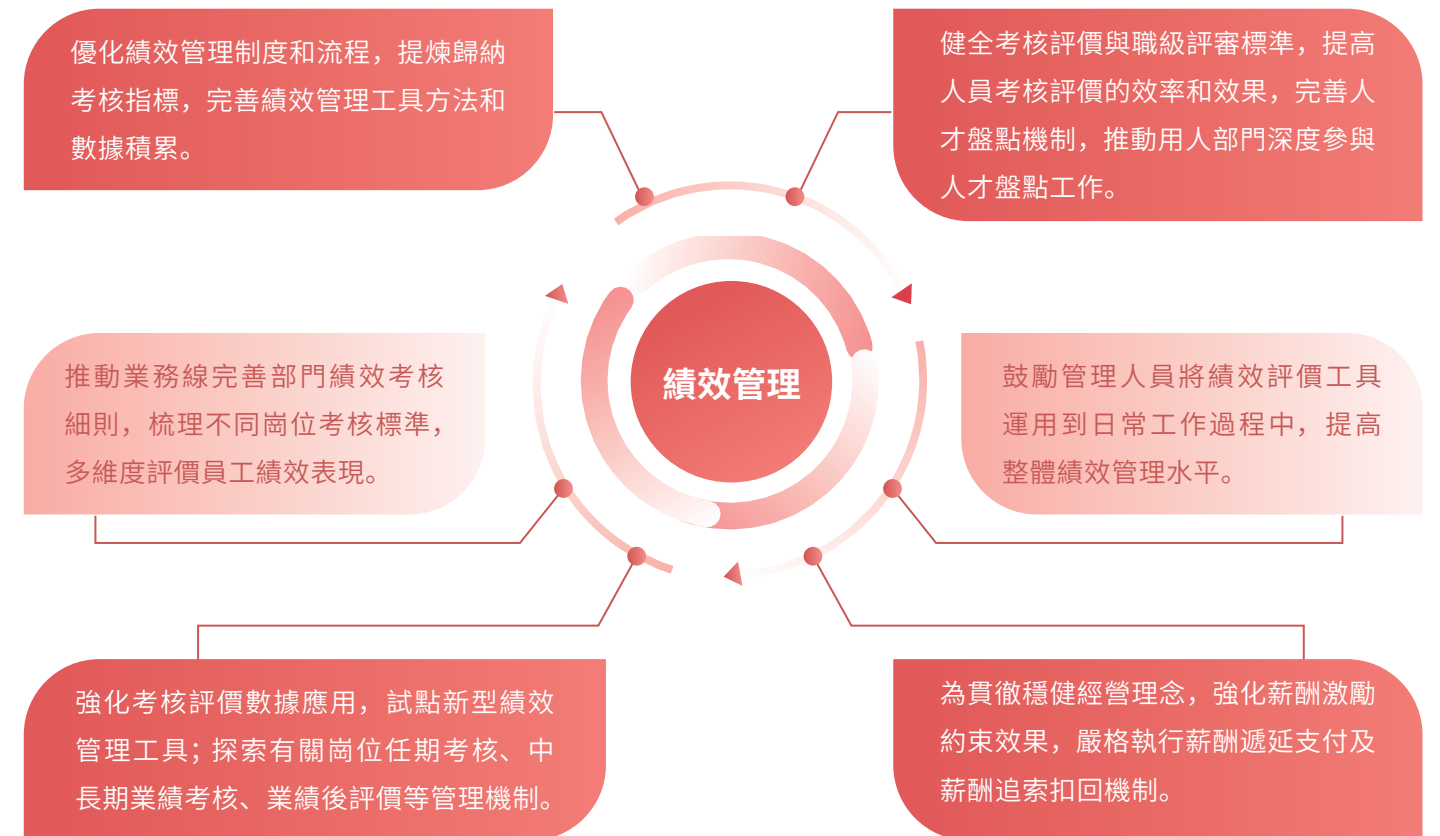 優化績效管理制度和流程，提煉歸納
考核指標，完善績效管理工具方法和
數據積累。
健全考核評價與職級評審標準，提高
人員考核評價的效率和效果，完善人
才盤點機制，推動用人部門深度參與
人才盤點工作。
推動業務線完善部門績效考核
細則，梳理不同崗位考核標準，
多維度評價員工績效表現。
績效管理
鼓勵管理人員將績效評價工具
運用到日常工作過程中，提高
整體績效管理水平。
強化考核評價數據應用，試點新型績效
管理工具；探索有關崗位任期考核、中
長期業績考核、業績後評價等管理機制。
為貫徹穩健經營理念，強化薪酬激勵
約束效果，嚴格執行薪酬遞延支付及
薪酬追索扣回機制。